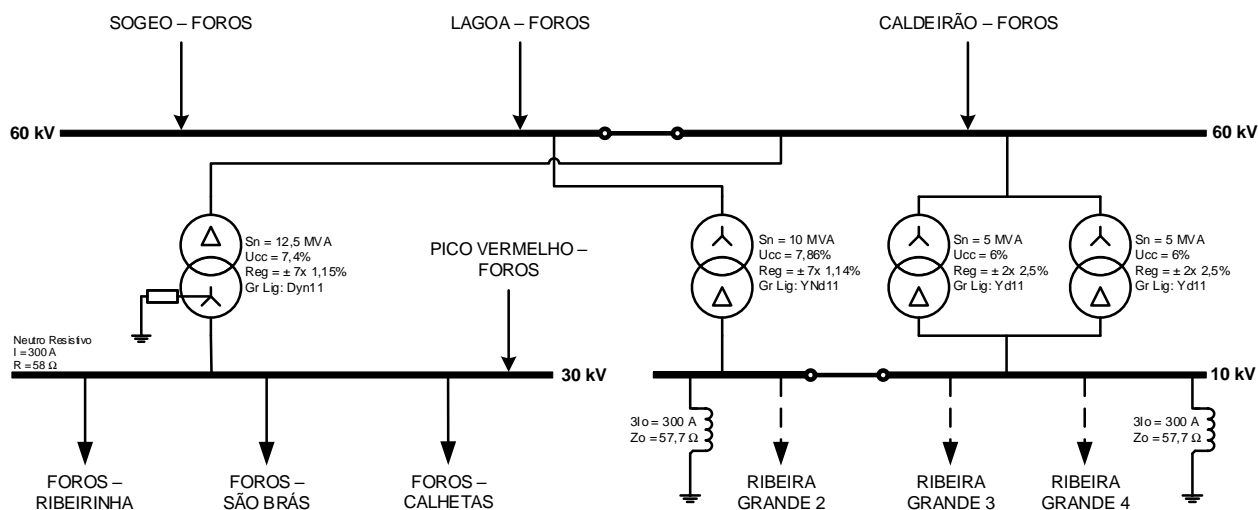 SOGEO – FOROS
LAGOA – FOROS
CALDEIRÃO – FOROS
60 kV
60 kV
Sn = 12,5 MVA
Ucc = 7,4%
Reg = ± 7x 1,15%
Gr Lig: Dyn11
PICO VERMELHO –
FOROS
Sn = 10 MVA
Ucc = 7,86%
Reg = ± 7x 1,14%
Gr Lig: YNd11
Sn = 5 MVA
Ucc = 6%
Reg = ± 2x 2,5%
Gr Lig: Yd11
Sn = 5 MVA
Ucc = 6%
Reg = ± 2x 2,5%
Gr Lig: Yd11
Neutro Resistivo
I = 300 A
R = 58 Ω
30 kV
10 kV
3Io = 300 A
Zo = 57,7 Ω
3Io = 300 A
Zo = 57,7 Ω
FOROS –
RIBEIRINHA
FOROS –
SÃO BRÁS
FOROS –
CALHETAS
RIBEIRA
GRANDE 2
RIBEIRA
GRANDE 3
RIBEIRA
GRANDE 4